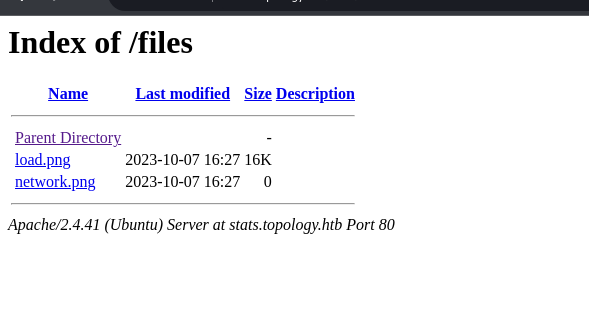 Index of /files
Name Last modified Size Description
Parent Directory -
load.png 2023-10-07 16:27 16K
network.png 2023-10-07 16:27 0
Apache/2.4.41 (Ubuntu) Server at stats.topology.htb Port 80